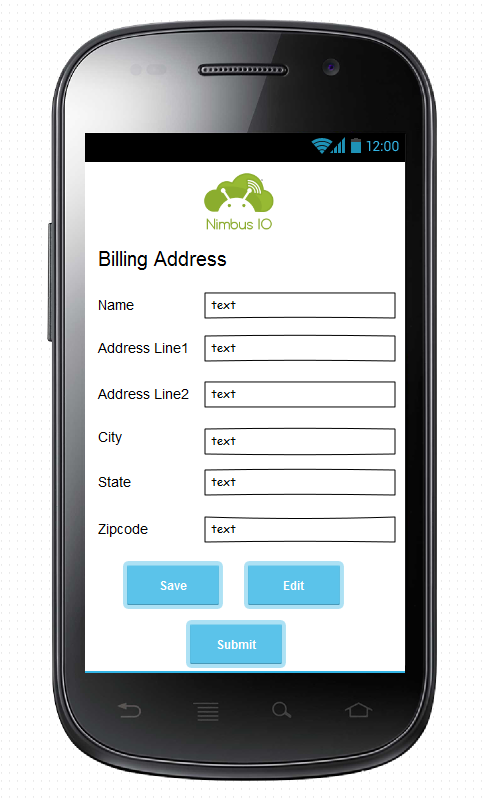 12:00
Nimbus IO
Billing Address
Name text
Address Line1 text
Address Line2 text
City text
State text
Zipcode text
Save Edit
Submit